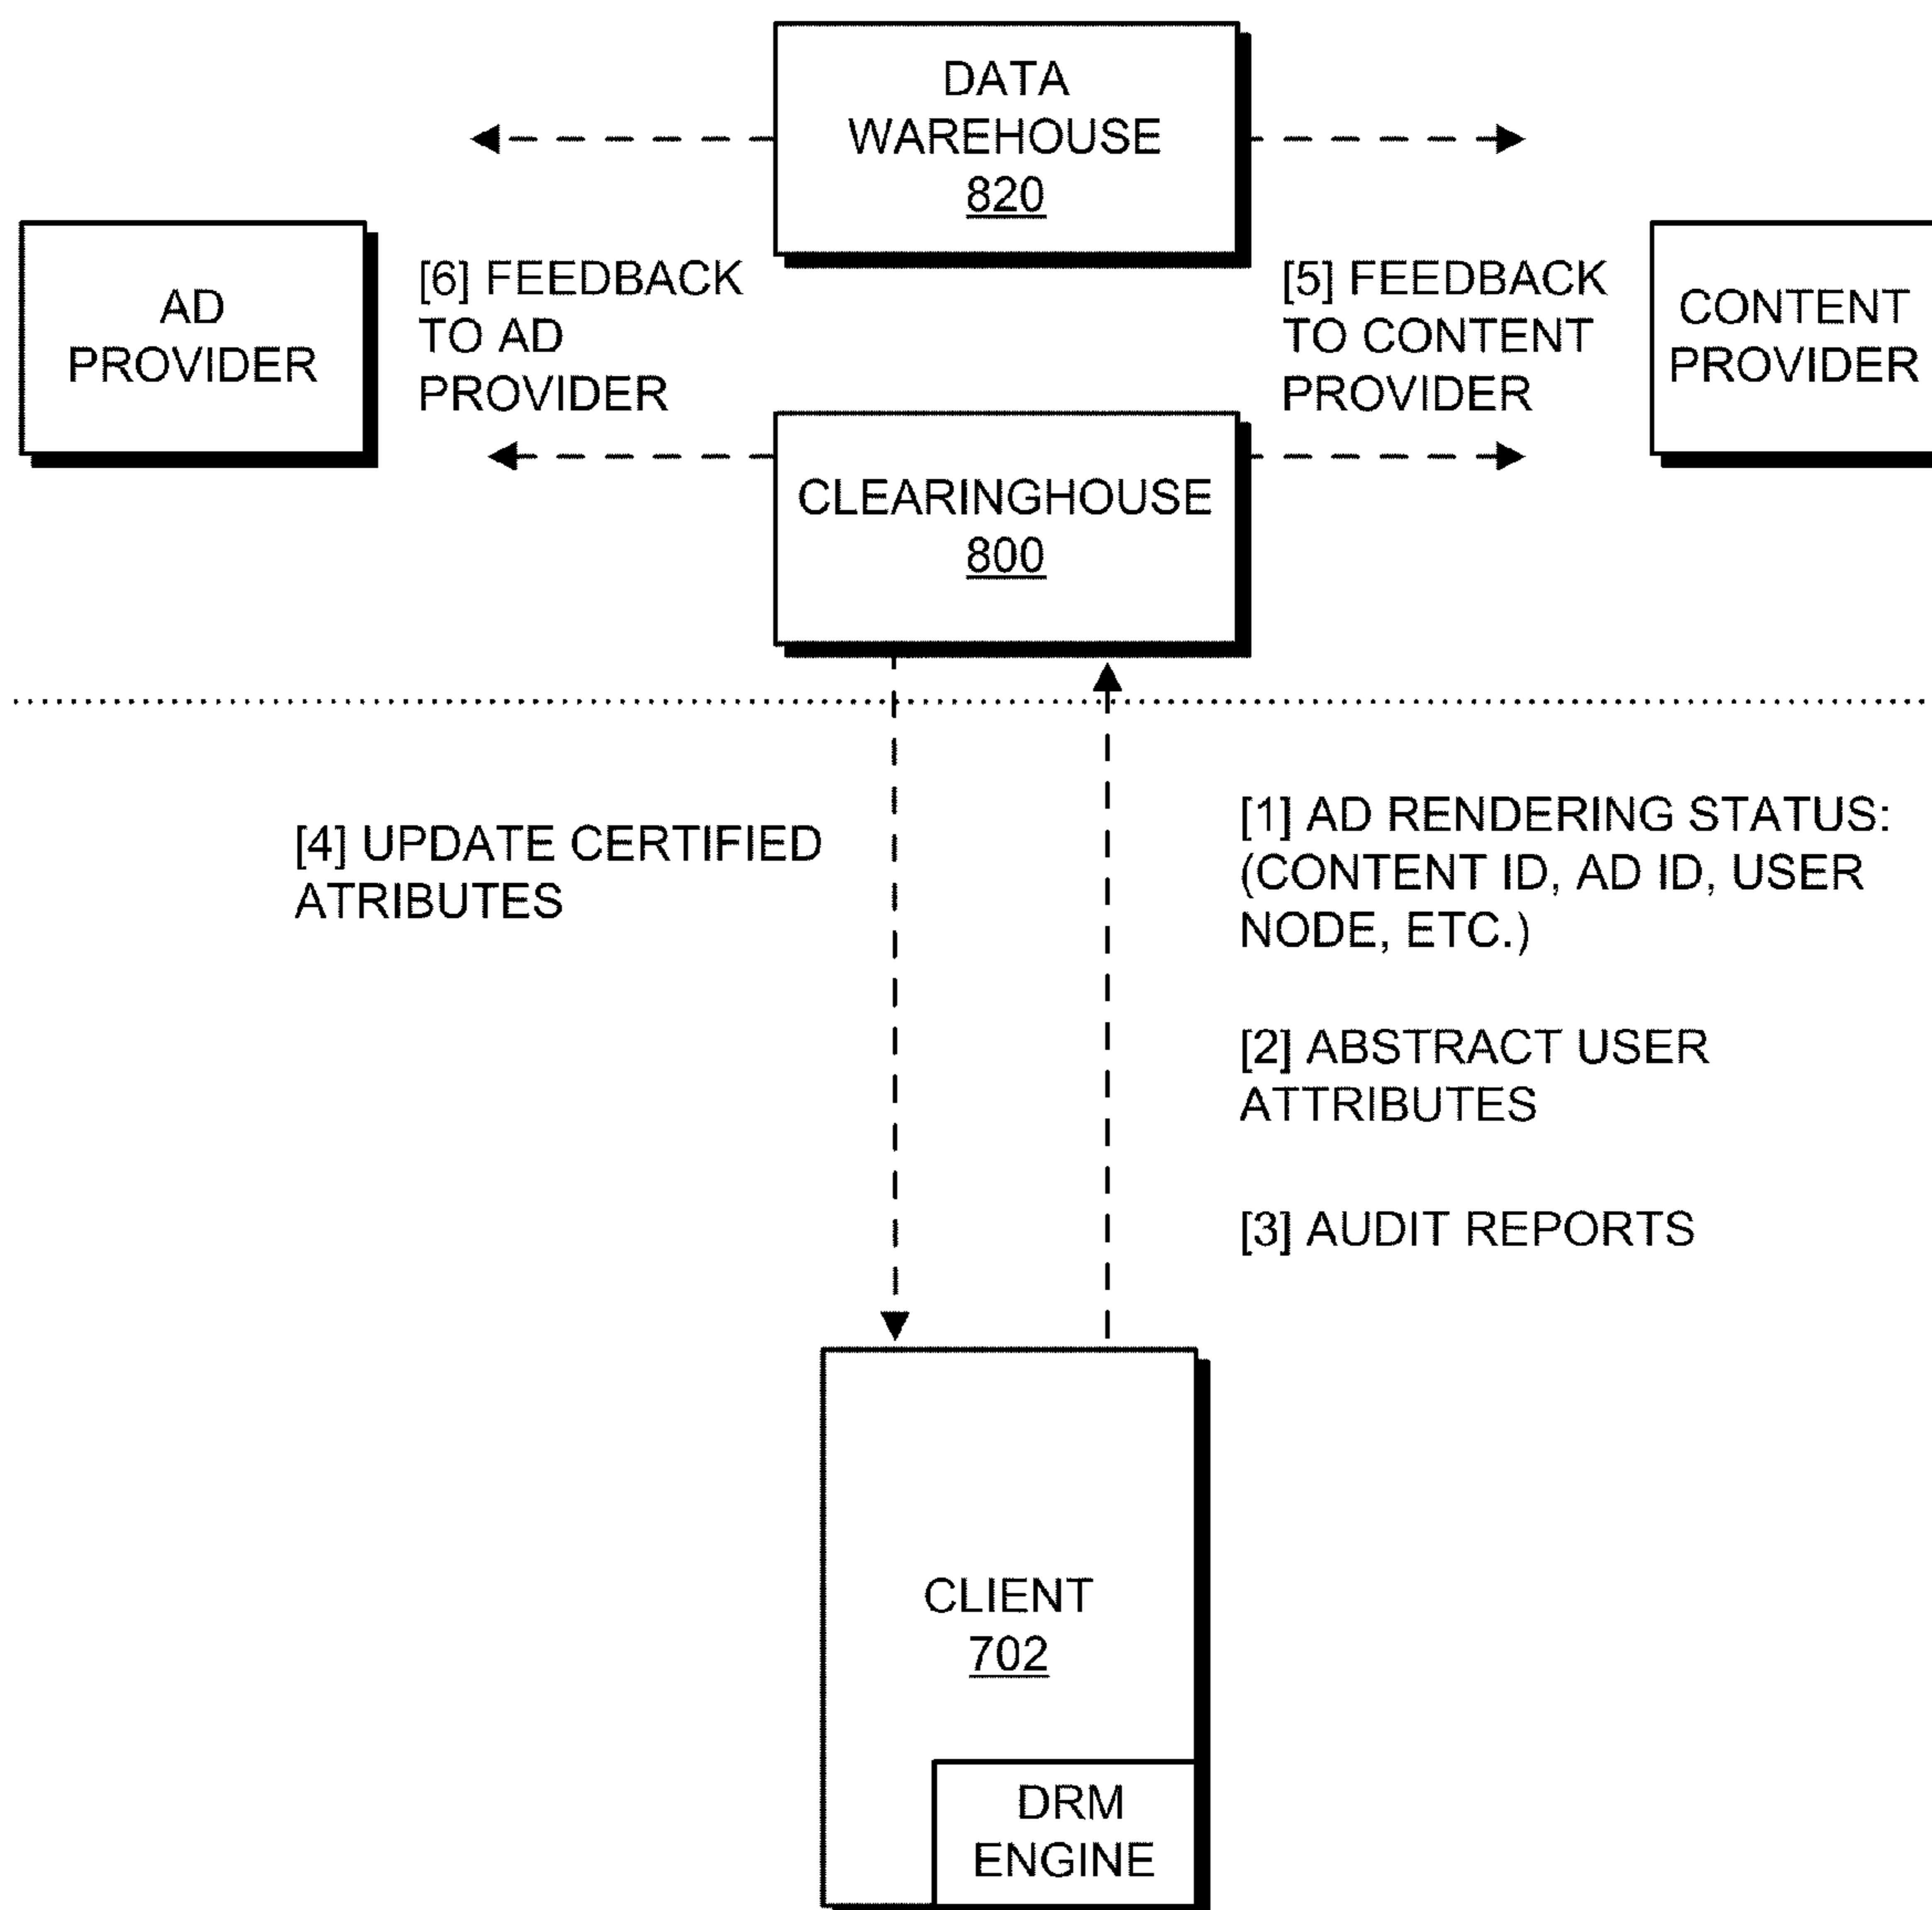 DATA
WAREHOUSE
820
AD
PROVIDER
[6] FEEDBACK
TO AD
PROVIDER
[5] FEEDBACK
TO CONTENT
PROVIDER
CONTENT
PROVIDER
CLEARINGHOUSE
800
[4] UPDATE CERTIFIED
ATRIBUTES
[1] AD RENDERING STATUS:
(CONTENT ID, AD ID, USER
NODE, ETC.)
[2] ABSTRACT USER
ATTRIBUTES
[3] AUDIT REPORTS
CLIENT
702
DRM
ENGINE